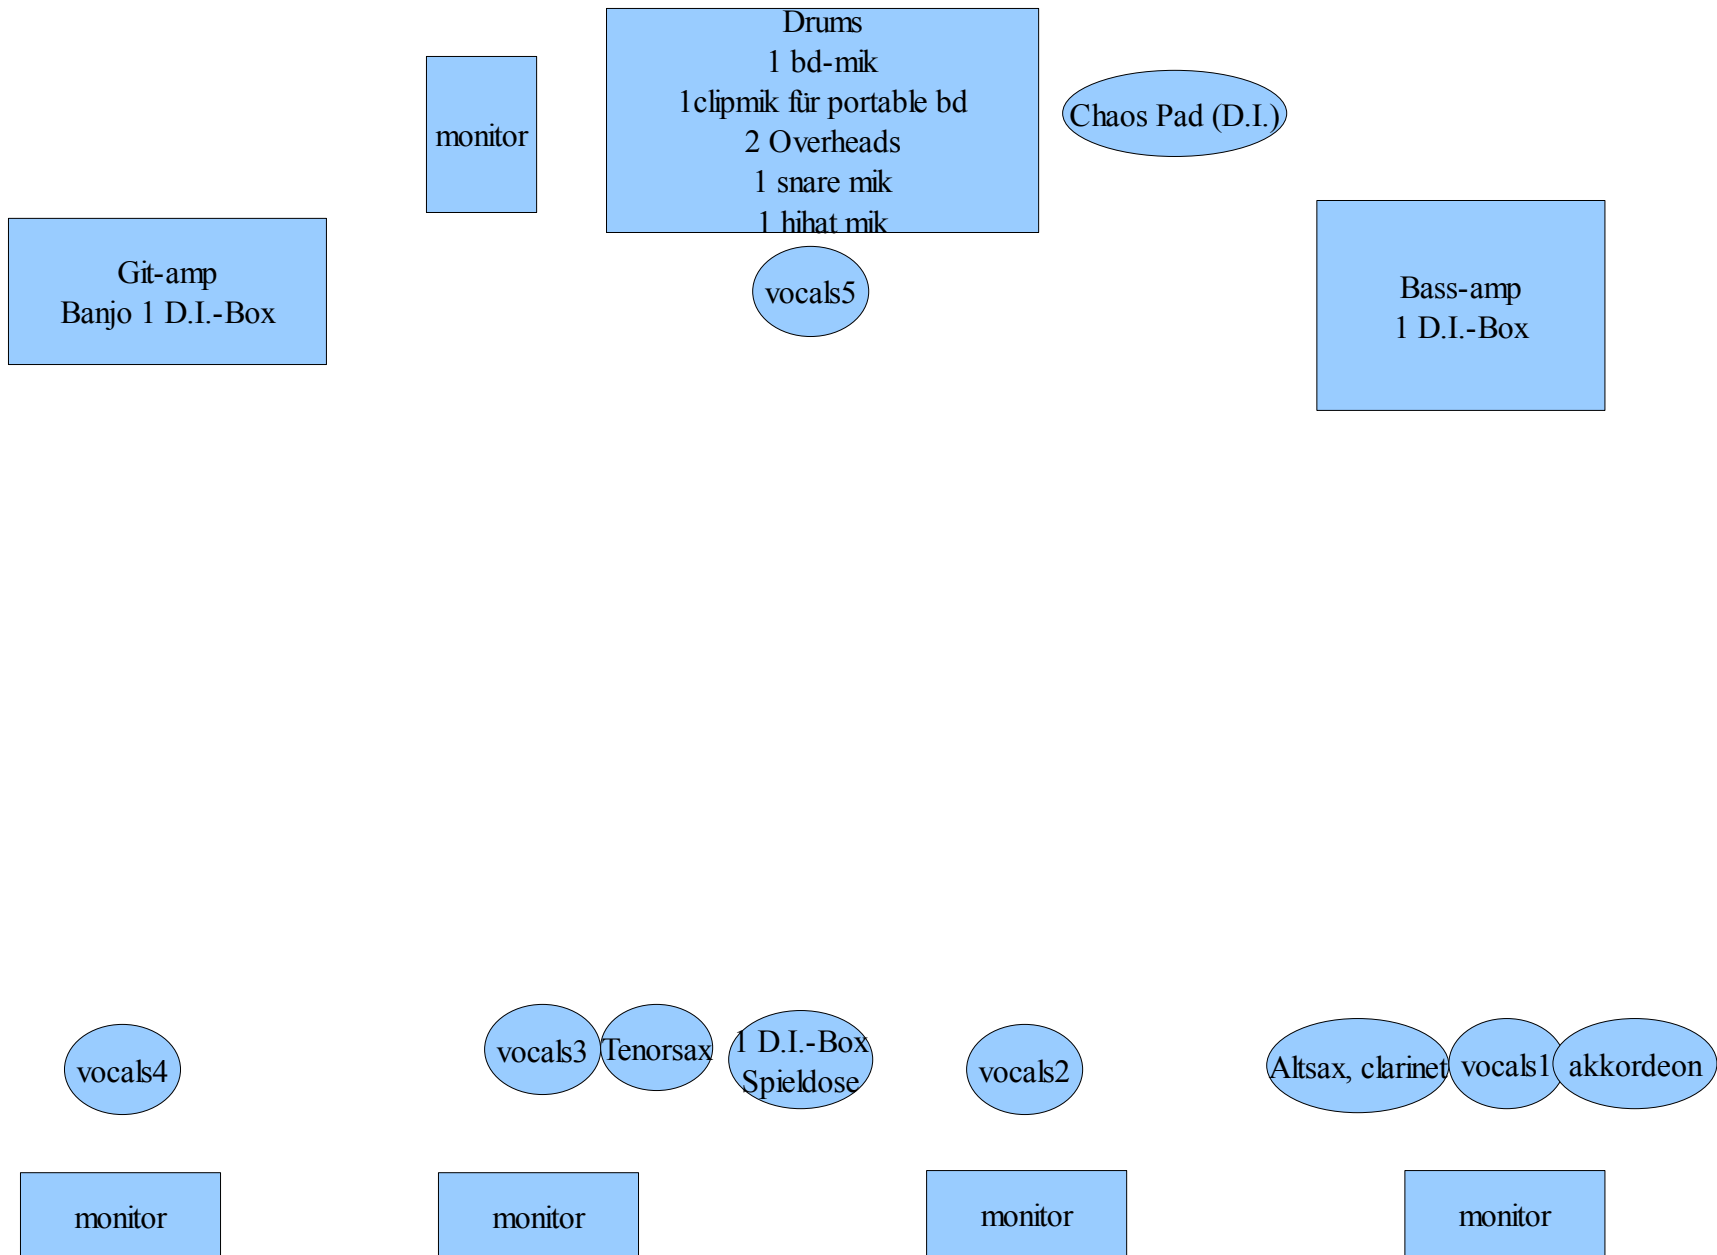 Drums
1 bd-mik
1clipmik für portable bd
2 Overheads
1 snare mik
1 hihat mik
monitor
Chaos Pad (D.I.)
Git-amp
Banjo 1 D.I.-Box
vocals5
Bass-amp
1 D.I.-Box
vocals4
vocals3
Tenorsax
1 D.I.-Box
Spieldose
vocals2
Altsax, clarinet
vocals1
akkordeon
monitor
monitor
monitor
monitor